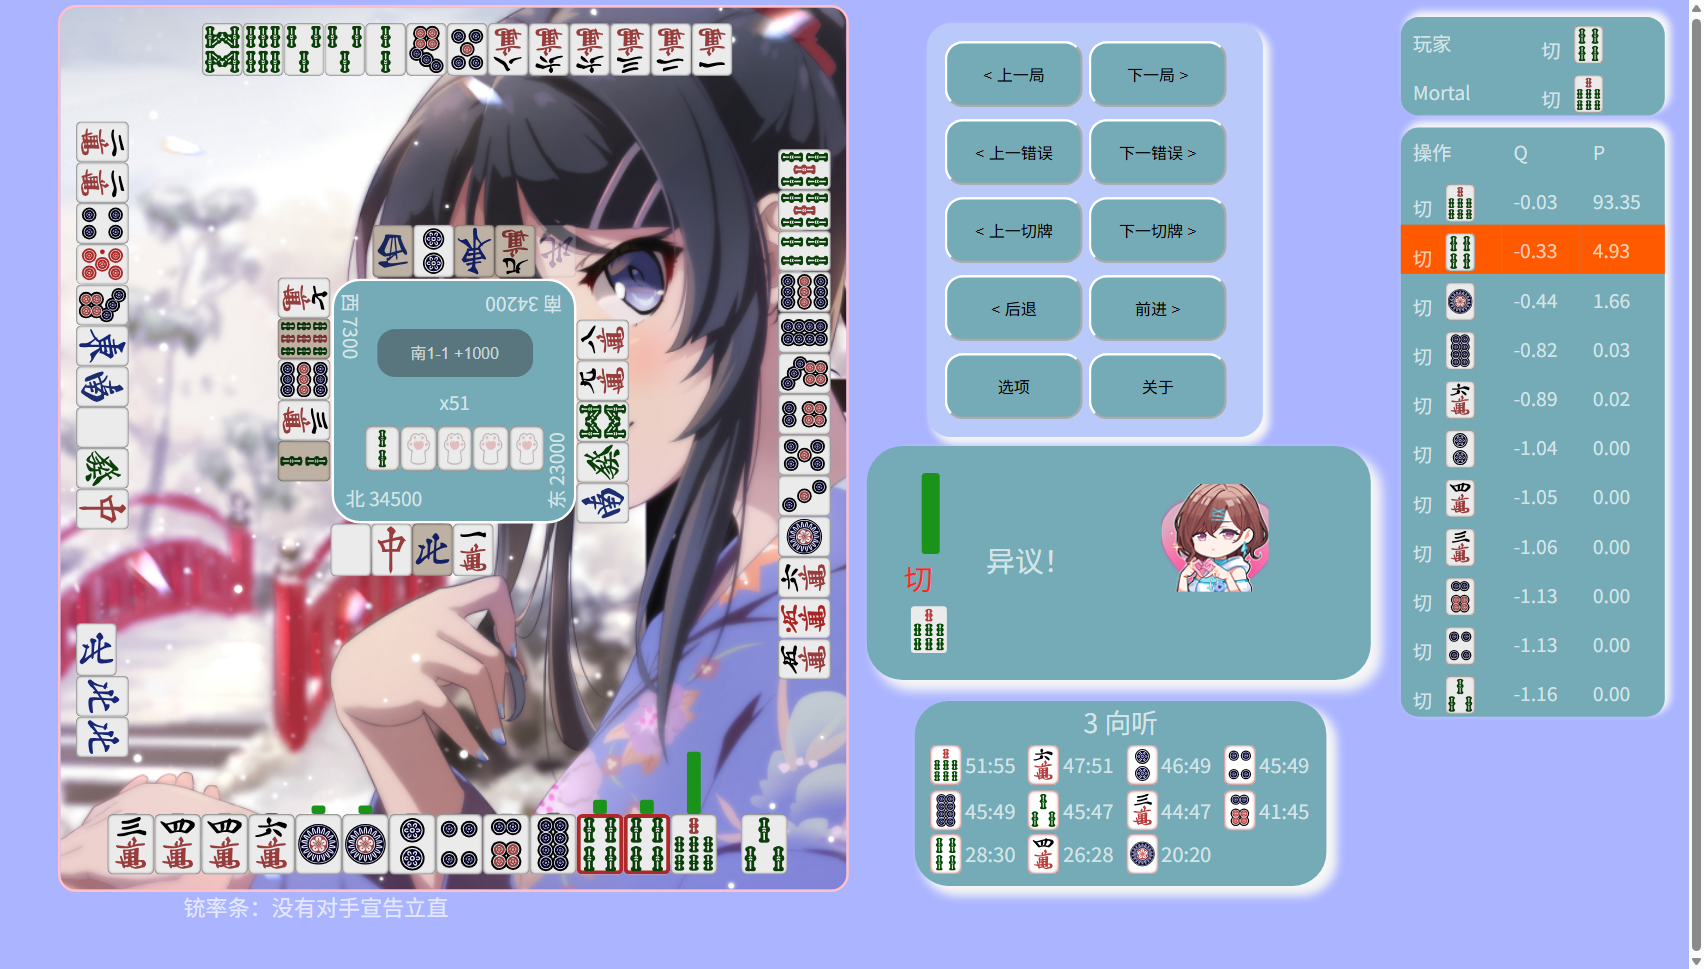 西 7300
南 34200
南1-1 +1000
x51
北 34500
东 23000
铳率条：没有对手宣告立直
< 上一局
下一局 >
< 上一错误
下一错误 >
< 上一切牌
下一切牌 >
< 后退
前进 >
选项
关于
切
异议！
3 向听
51:55
47:51
46:49
45:49
45:49
45:47
44:47
41:45
28:30
26:28
20:20
玩家 切
Mortal 切
操作 Q P
切 -0.03 93.35
切 -0.33 4.93
切 -0.44 1.66
切 -0.82 0.03
切 -0.89 0.02
切 -1.04 0.00
切 -1.05 0.00
切 -1.06 0.00
切 -1.13 0.00
切 -1.13 0.00
切 -1.16 0.00